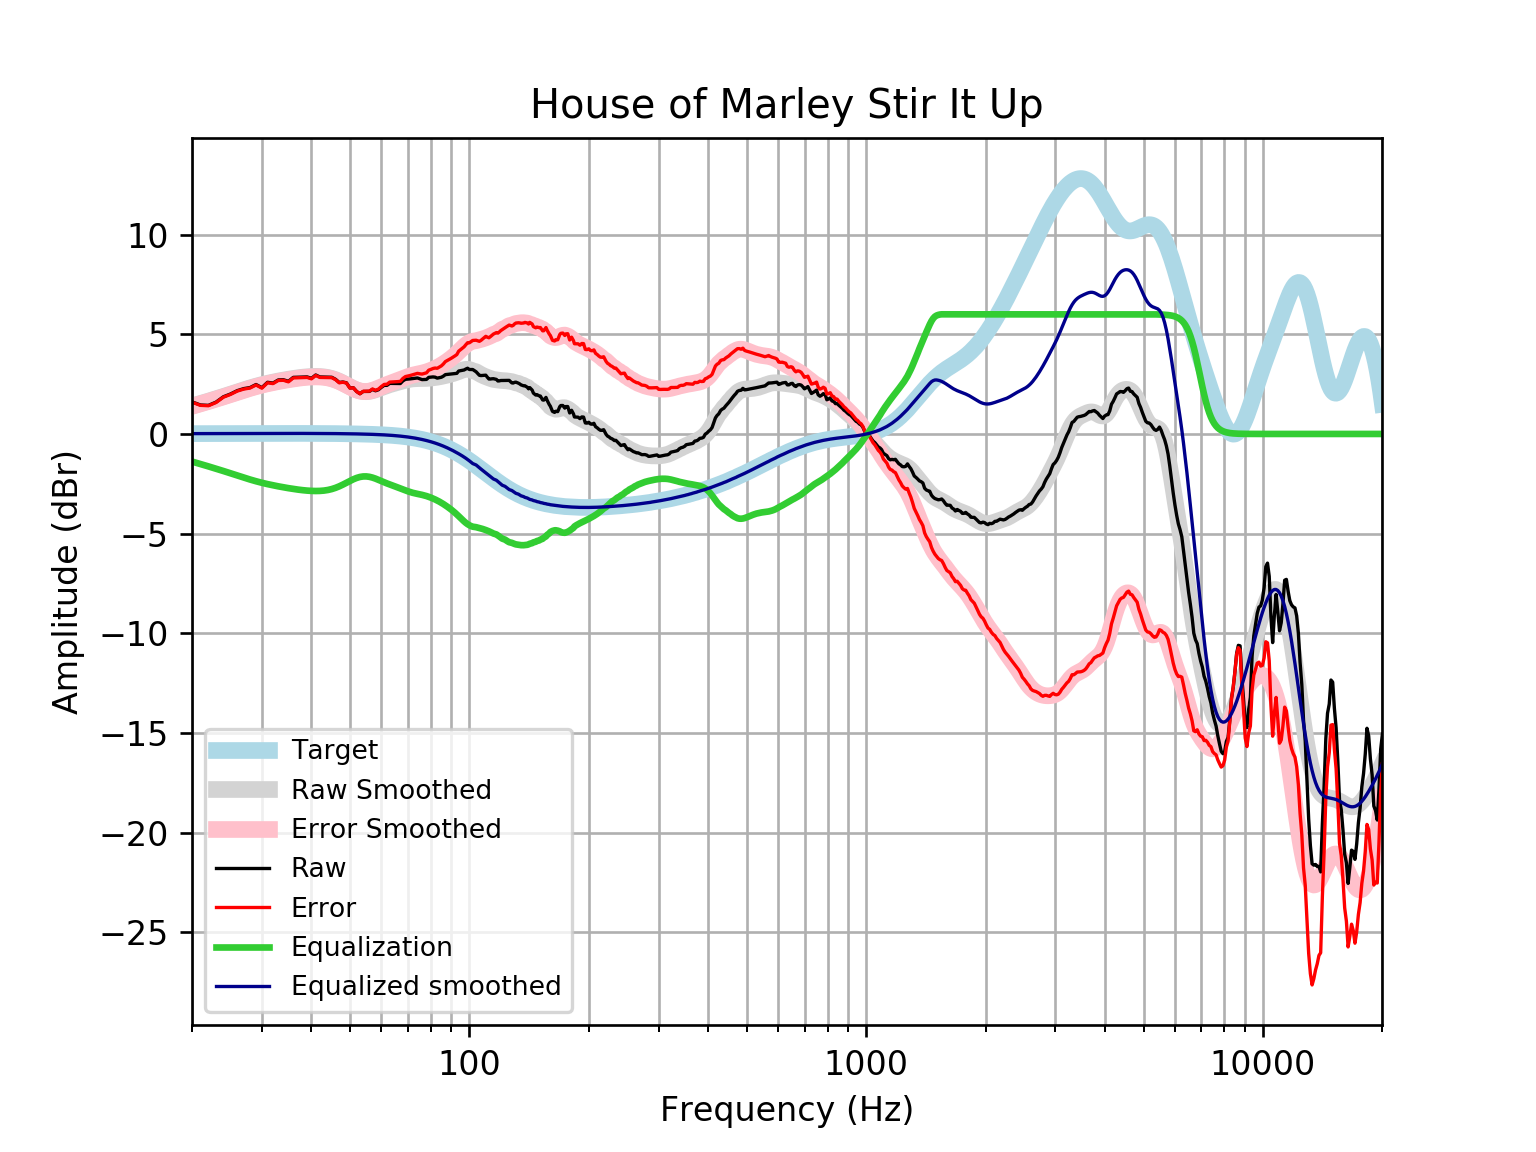 House of Marley Stir It Up
10
5
0
−5
−10
−15
−20
−25
Amplitude (dBr)
Target
Raw Smoothed
Error Smoothed
Raw
Error
Equalization
Equalized smoothed
100
1000
10000
Frequency (Hz)